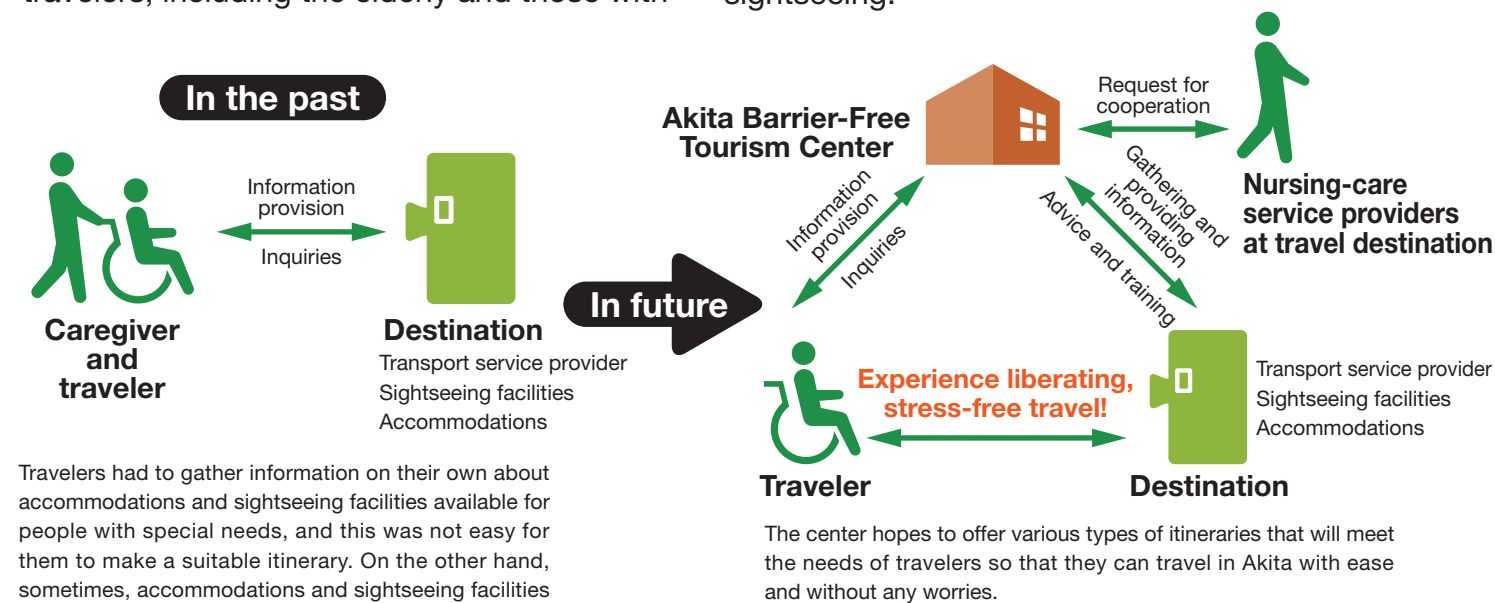 travelers, including the elderly and those with
sightseeing.
In the past
Information
provision
Inquiries
Caregiver
and
traveler
Destination
Transport service provider
Sightseeing facilities
Accommodations
Travelers had to gather information on their own about
accommodations and sightseeing facilities available for
people with special needs, and this was not easy for
them to make a suitable itinerary. On the other hand,
sometimes, accommodations and sightseeing facilities
In future
Akita Barrier-Free
Tourism Center
Request for
cooperation
Nursing-care
service providers
at travel destination
Information
provision
Inquiries
Gathering and
providing
information
Advice and training
Experience liberating,
stress-free travel!
Traveler
Destination
Transport service provider
Sightseeing facilities
Accommodations
The center hopes to offer various types of itineraries that will meet
the needs of travelers so that they can travel in Akita with ease
and without any worries.